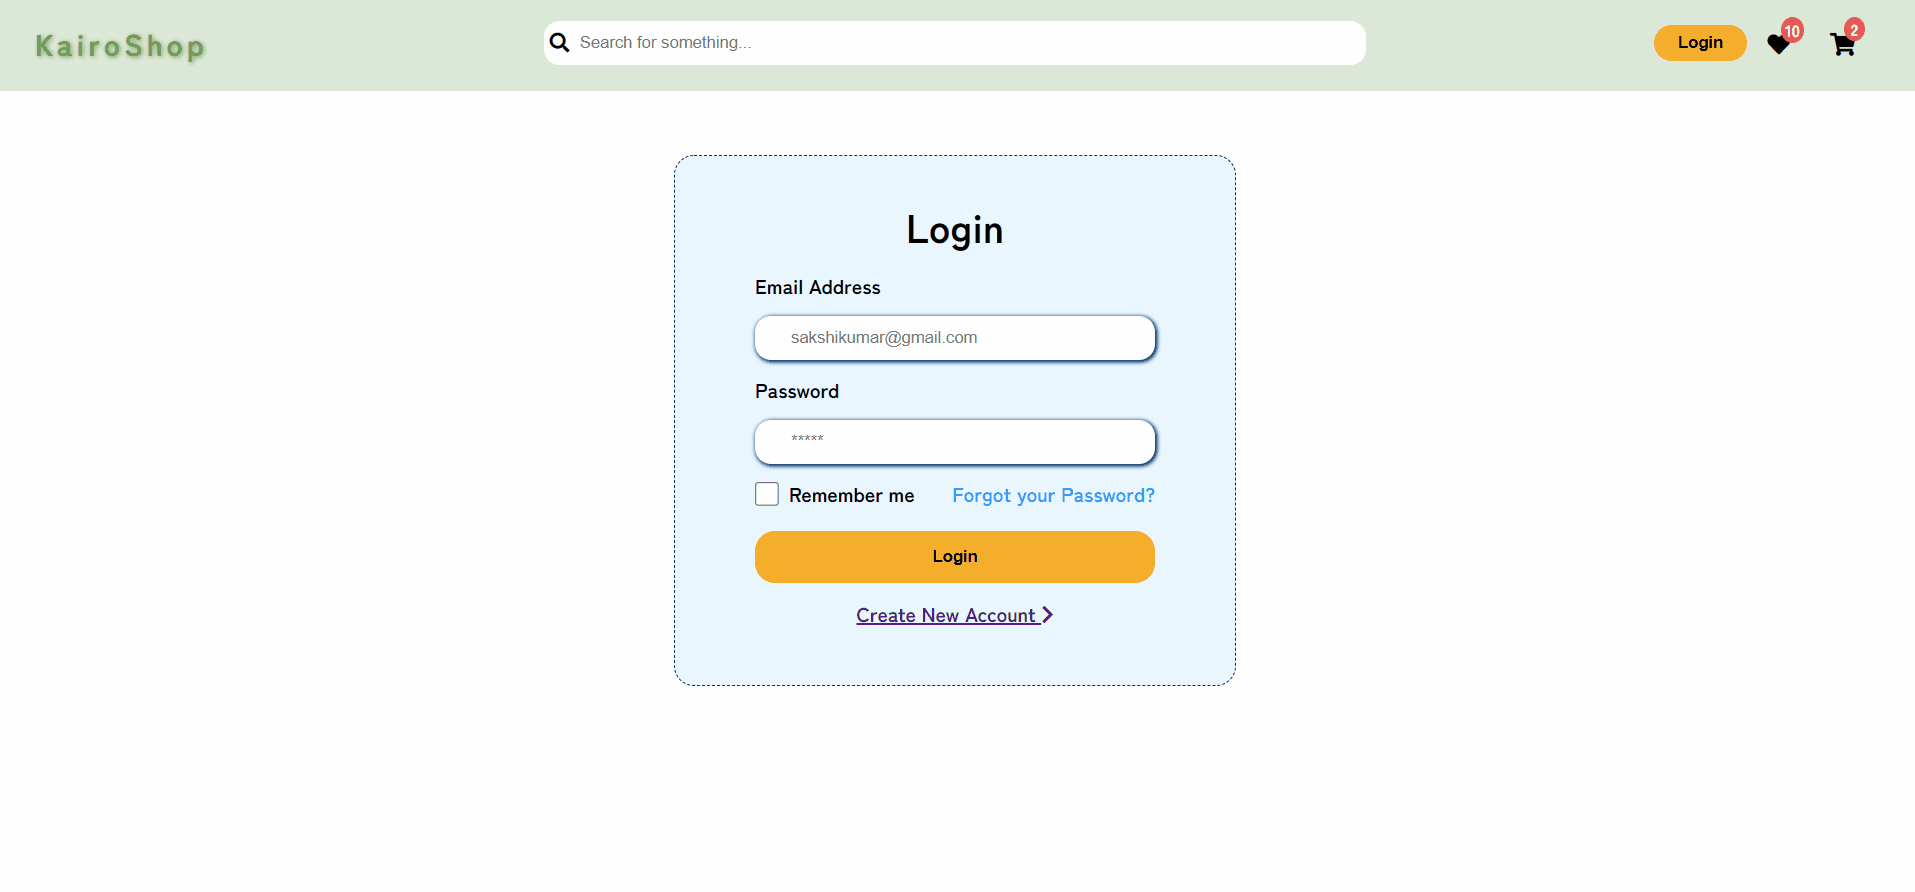 KairoShop
Search for something...
Login
10
2
Login
Email Address
sakshikumar@gmail.com
Password
*****
Remember me
Forgot your Password?
Login
Create New Account